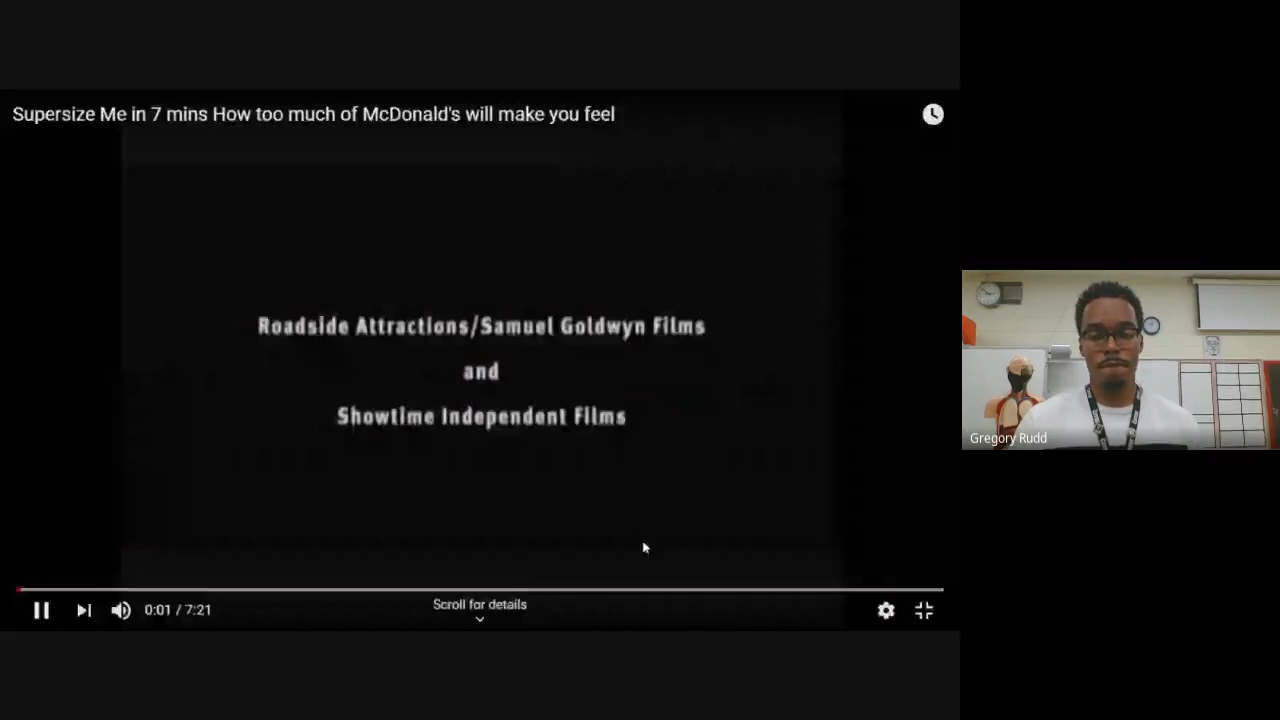 Supersize Me in 7 mins How too much of McDonald's will make you feel
Roadside Attractions/Samuel Goldwyn Films
and
Showtime Independent Films
Gregory Rudd
Scroll for details
0:01 / 7:21